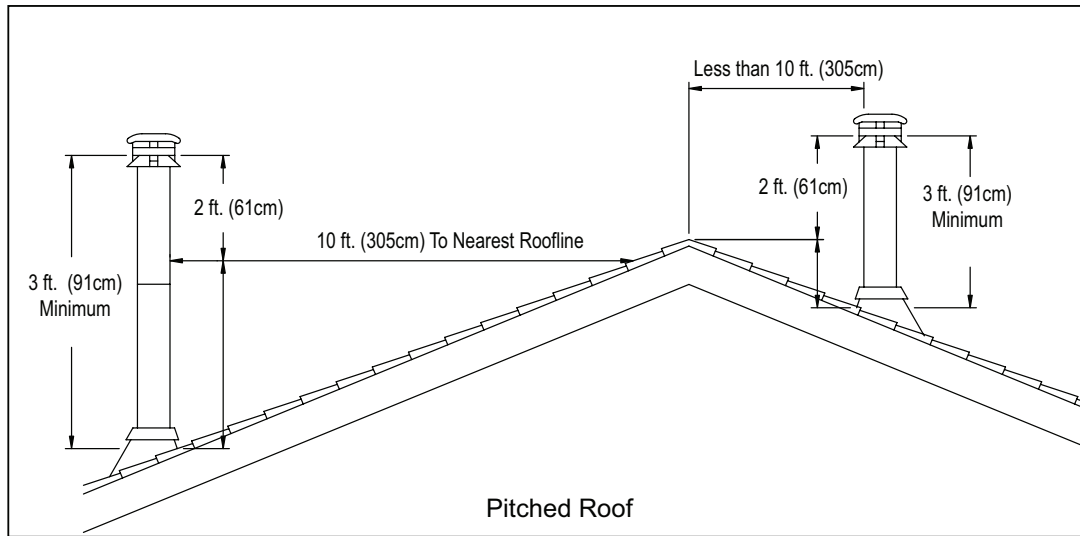 Less than 10 ft. (305cm)
2 ft. (61cm)
2 ft. (61cm)
3 ft. (91cm)
Minimum
10 ft. (305cm) To Nearest Roofline
3 ft. (91cm)
Minimum
Pitched Roof